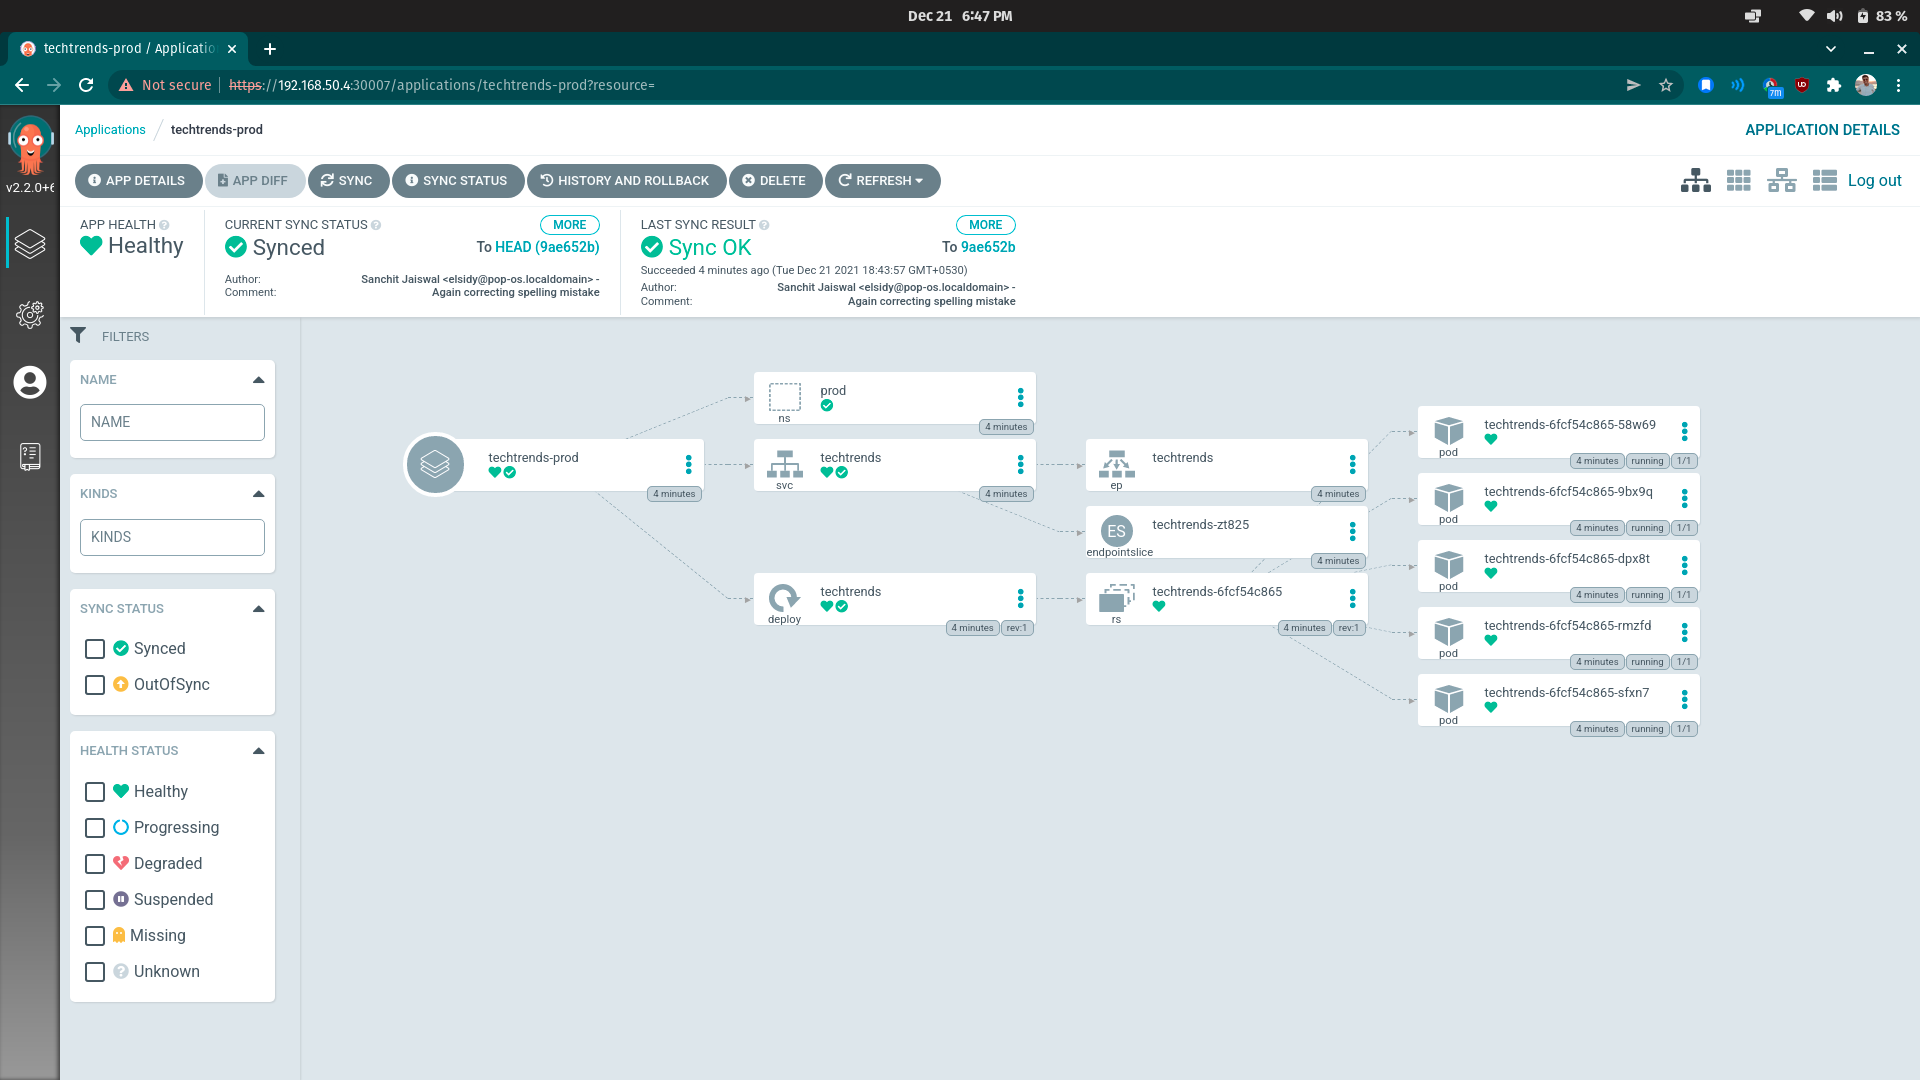 Dec 21 6:47 PM
83 %
techtrends-prod / Applicatio
Not secure https://192.168.50.4:30007/applications/techtrends-prod?resource=
7m
v2.2.0+6
Applications / techtrends-prod
APPLICATION DETAILS
APP DETAILS
APP DIFF
SYNC
SYNC STATUS
HISTORY AND ROLLBACK
DELETE
REFRESH
Log out
APP HEALTH
Healthy
CURRENT SYNC STATUS
MORE
Synced
To HEAD (9ae652b)
Author: Sanchit Jaiswal <elsidy@pop-os.localdomain> -
Comment: Again correcting spelling mistake
LAST SYNC RESULT
MORE
Sync OK
To 9ae652b
Succeeded 4 minutes ago (Tue Dec 21 2021 18:43:57 GMT+0530)
Author: Sanchit Jaiswal <elsidy@pop-os.localdomain> -
Comment: Again correcting spelling mistake
FILTERS
NAME
NAME
KINDS
KINDS
SYNC STATUS
Synced
OutOfSync
HEALTH STATUS
Healthy
Progressing
Degraded
Suspended
Missing
Unknown
techtrends-prod
4 minutes
prod
ns
4 minutes
techtrends
svc
4 minutes
techtrends
deploy
4 minutes rev:1
techtrends
ep
4 minutes
ES
techtrends-zt825
endpointslice
4 minutes
techtrends-6fcf54c865
rs
4 minutes rev:1
techtrends-6fcf54c865-58w69
pod
4 minutes running 1/1
techtrends-6fcf54c865-9bx9q
pod
4 minutes running 1/1
techtrends-6fcf54c865-dpx8t
pod
4 minutes running 1/1
techtrends-6fcf54c865-rmzfd
pod
4 minutes running 1/1
techtrends-6fcf54c865-sfxn7
pod
4 minutes running 1/1